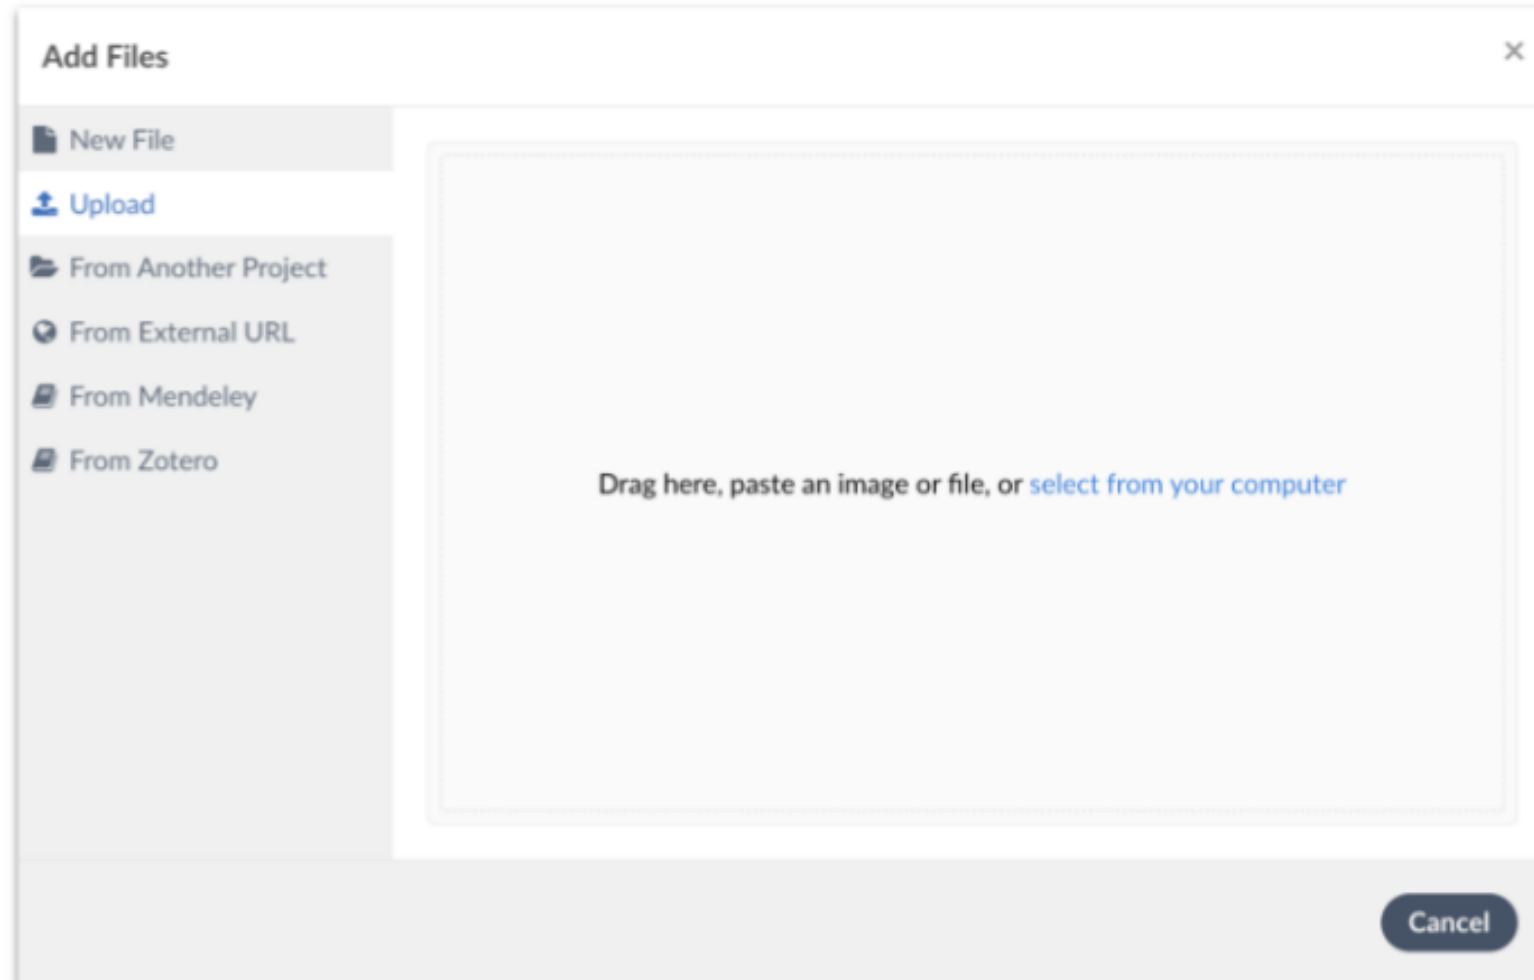 Add Files
×
New File
Upload
From Another Project
From External URL
From Mendeley
From Zotero
Drag here, paste an image or file, or select from your computer
Cancel